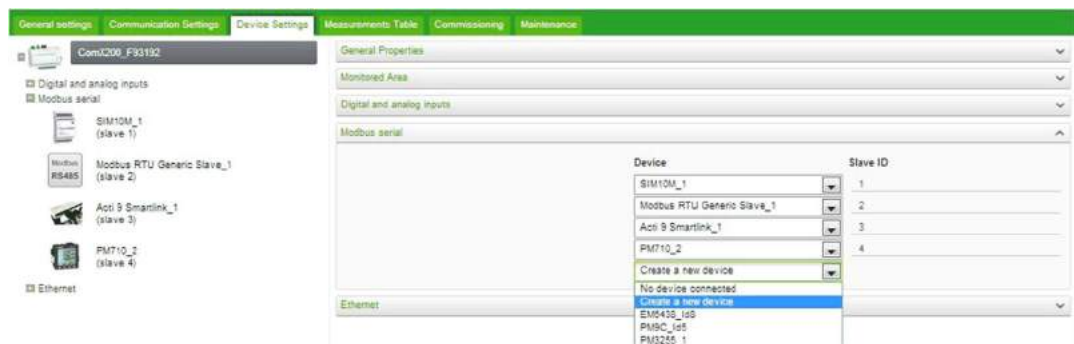 General settings
Communication Settings
Device Settings
Measurements Table
Commissioning
Maintenance
ComX200_F93192
Digital and analog inputs
Modbus serial
SIM10M_1
(slave 1)
Modbus
RS485
Modbus RTU Generic Slave_1
(slave 2)
Acti 9 Smartlink_1
(slave 3)
PM710_2
(slave 4)
Ethernet
General Properties
Monitored Area
Digital and analog inputs
Modbus serial
Device Slave ID
SIM10M_1 1
Modbus RTU Generic Slave_1 2
Acti 9 Smartlink_1 3
PM710_2 4
Create a new device
No device connected
Create a new device
EM6438_Id8
PM9C_Id5
PM3255_1
Ethernet